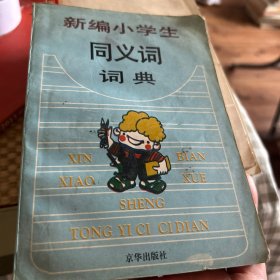 新编小学生
同义词
词典
XIN BIAN
XIAO XUE
SHENG
TONG YI CI CI DIAN
京华出版社